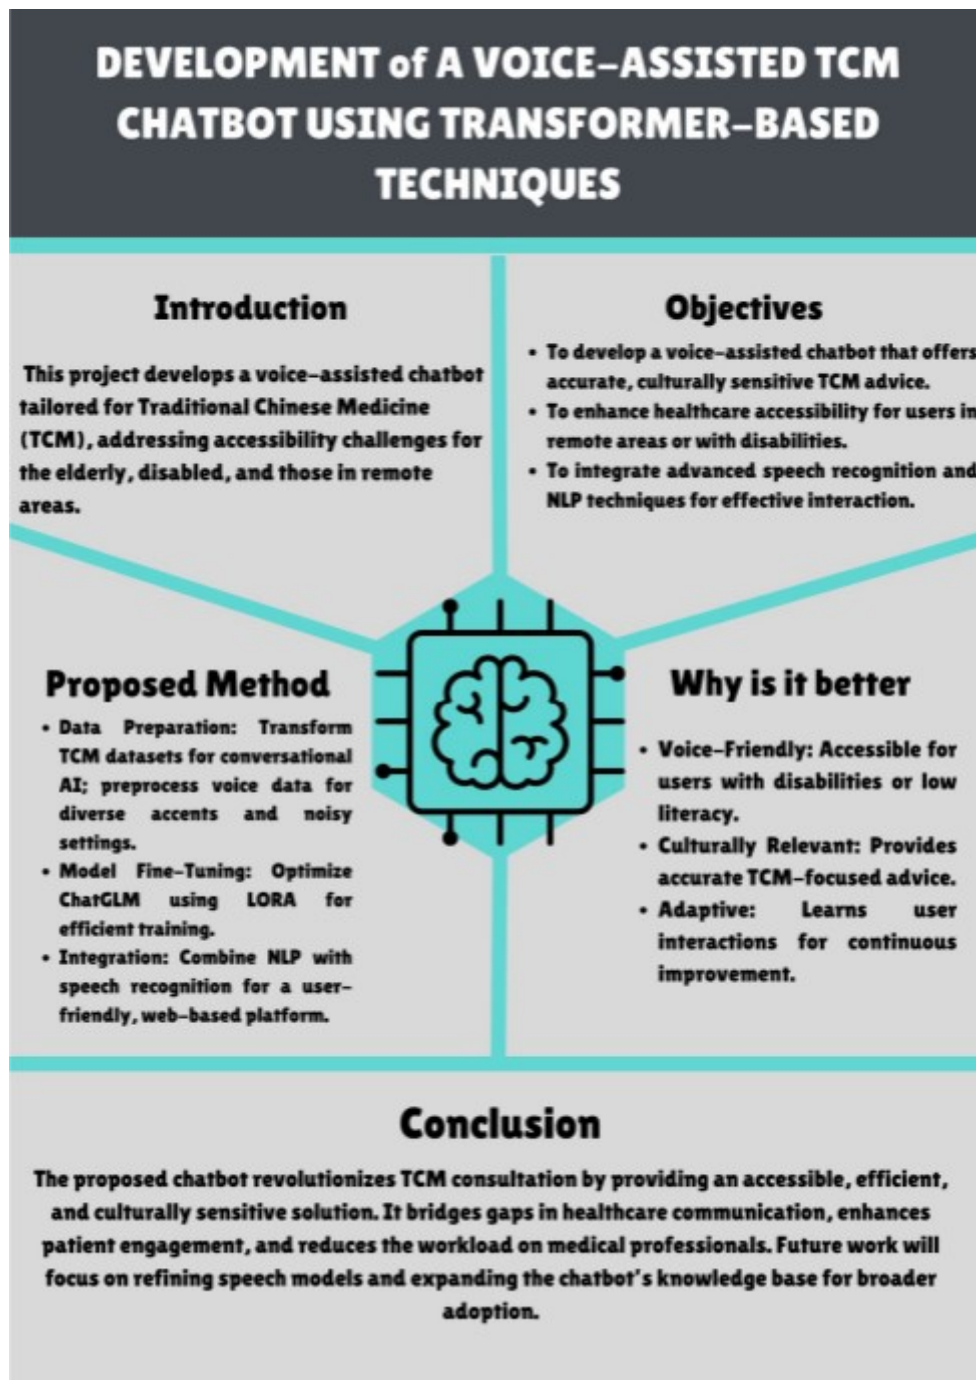 DEVELOPMENT of A VOICE-ASSISTED TCM
CHATBOT USING TRANSFORMER-BASED
TECHNIQUES
Introduction
This project develops a voice-assisted chatbot
tailored for Traditional Chinese Medicine
(TCM), addressing accessibility challenges for
the elderly, disabled, and those in remote
areas.
Objectives
• To develop a voice-assisted chatbot that offers
accurate, culturally sensitive TCM advice.
• To enhance healthcare accessibility for users in
remote areas or with disabilities.
• To integrate advanced speech recognition and
NLP techniques for effective interaction.
Proposed Method
• Data Preparation: Transform
TCM datasets for conversational
AI; preprocess voice data for
diverse accents and noisy
settings.
• Model Fine-Tuning: Optimize
ChatGLM using LORA for
efficient training.
• Integration: Combine NLP with
speech recognition for a user-
friendly, web-based platform.
Why is it better
• Voice-Friendly: Accessible for
users with disabilities or low
literacy.
• Culturally Relevant: Provides
accurate TCM-focused advice.
• Adaptive: Learns user
interactions for continuous
improvement.
Conclusion
The proposed chatbot revolutionizes TCM consultation by providing an accessible, efficient,
and culturally sensitive solution. It bridges gaps in healthcare communication, enhances
patient engagement, and reduces the workload on medical professionals. Future work will
focus on refining speech models and expanding the chatbot's knowledge base for broader
adoption.